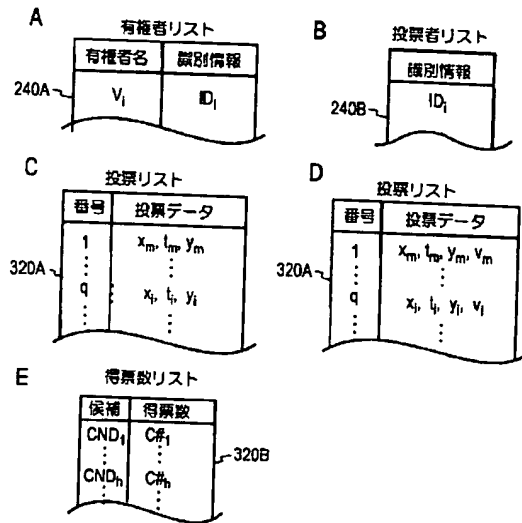 A
有権者リスト
有権者名 識別情報
240A
Vi IDi
B
投票者リスト
識別情報
240B
IDi
C
投票リスト
番号 投票データ
1 xm, tm, ym
320A
q xi, ti, yi
D
投票リスト
番号 投票データ
1 xm, tm, ym, vm
320A
q xi, ti, yi, vi
E
得票数リスト
候補 得票数
CND1 C#1
CNDh C#h
320B